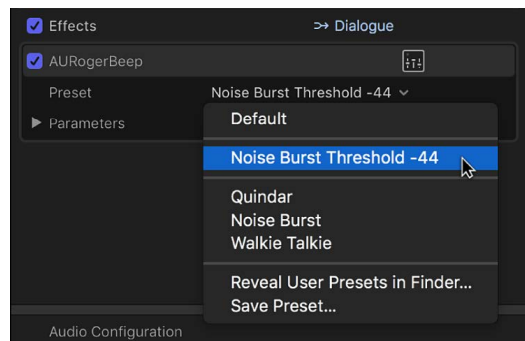 Effects
Dialogue
AURogerBeep
Preset
Noise Burst Threshold -44
Parameters
Default
Noise Burst Threshold -44
Quindar
Noise Burst
Walkie Talkie
Reveal User Presets in Finder...
Save Preset...
Audio Configuration